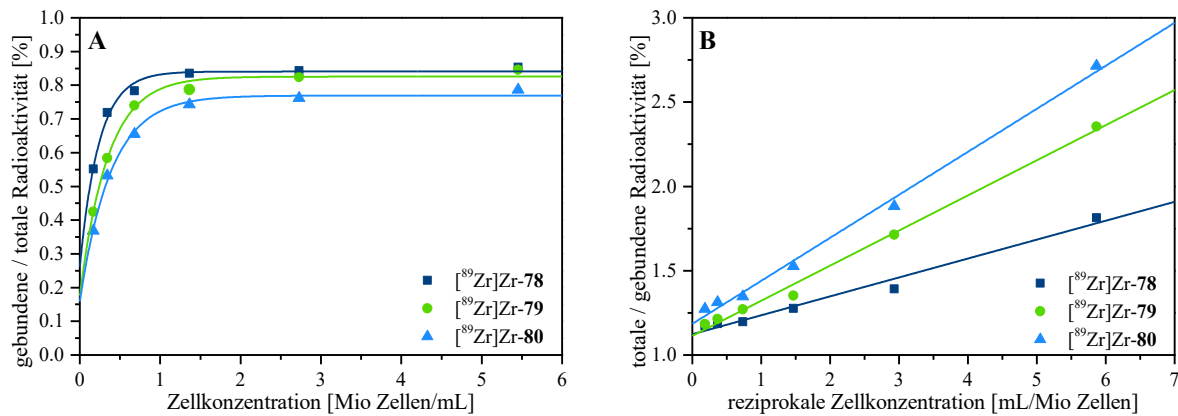 A
gebundene / totale Radioaktivität [%]
1.0
0.9
0.8
0.7
0.6
0.5
0.4
0.3
0.2
0.1
0.0
0 1 2 3 4 5 6
Zellkonzentration [Mio Zellen/mL]
[⁸⁹Zr]Zr-78
[⁸⁹Zr]Zr-79
[⁸⁹Zr]Zr-80
B
totale / gebundene Radioaktivität [%]
3.0
2.5
2.0
1.5
1.0
0 1 2 3 4 5 6 7
reziprokale Zellkonzentration [mL/Mio Zellen]
[⁸⁹Zr]Zr-78
[⁸⁹Zr]Zr-79
[⁸⁹Zr]Zr-80